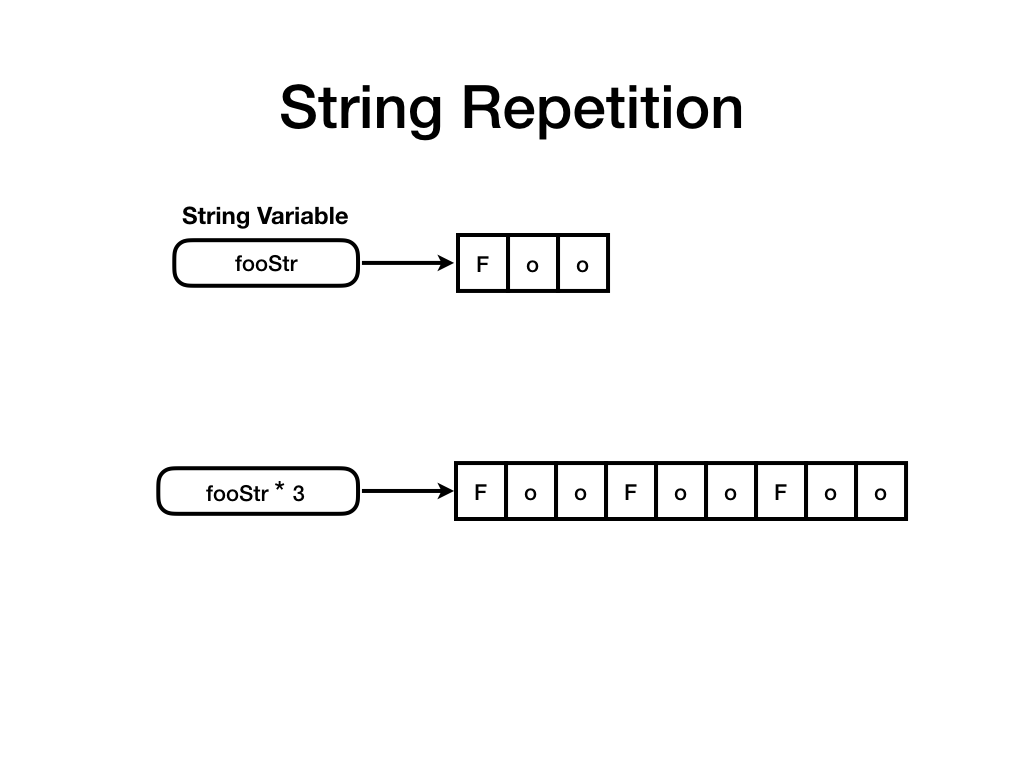 String Repetition
String Variable
fooStr
F o o
fooStr * 3
F o o F o o F o o